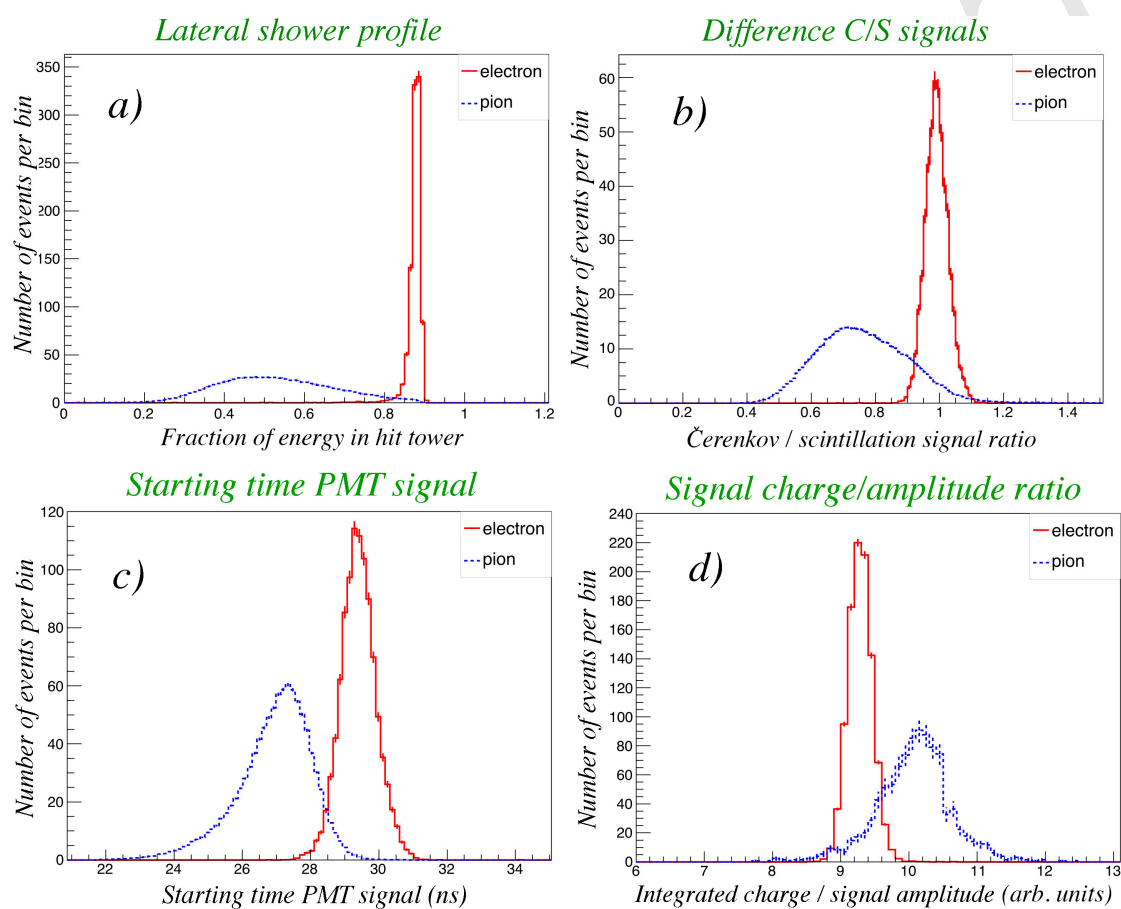 Lateral shower profile
Number of events per bin
a)
electron
pion
350
300
250
200
150
100
50
0
0 0.2 0.4 0.6 0.8 1 1.2
Fraction of energy in hit tower
Difference C/S signals
Number of events per bin
b)
electron
pion
60
50
40
30
20
10
0
0 0.2 0.4 0.6 0.8 1 1.2 1.4
Čerenkov / scintillation signal ratio
Starting time PMT signal
Number of events per bin
c)
electron
pion
120
100
80
60
40
20
0
22 24 26 28 30 32 34
Starting time PMT signal (ns)
Signal charge/amplitude ratio
Number of events per bin
d)
electron
pion
240
220
200
180
160
140
120
100
80
60
40
20
0
6 7 8 9 10 11 12 13
Integrated charge / signal amplitude (arb. units)